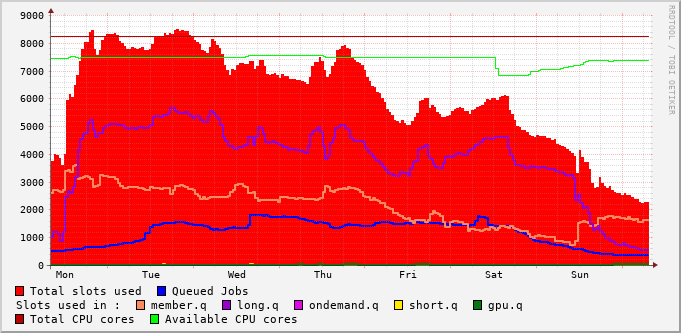 9000
8000
7000
6000
5000
4000
3000
2000
1000
0
Mon Tue Wed Thu Fri Sat Sun
RRDTOOL / TOBI OETIKER
Total slots used Queued Jobs
Slots used in : member.q long.q ondemand.q short.q gpu.q
Total CPU cores Available CPU cores